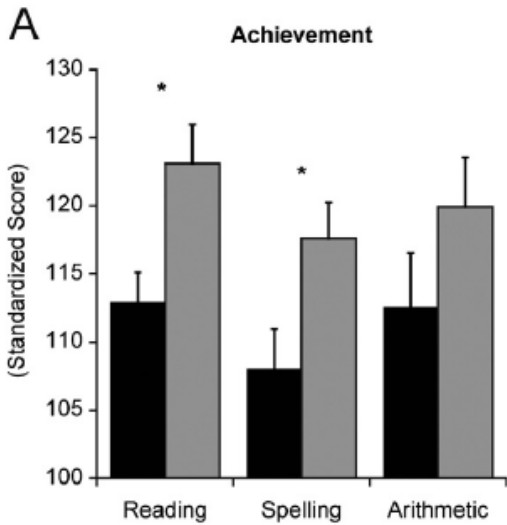 A
Achievement
*
*
(Standardized Score)
130
125
120
115
110
105
100
Reading Spelling Arithmetic